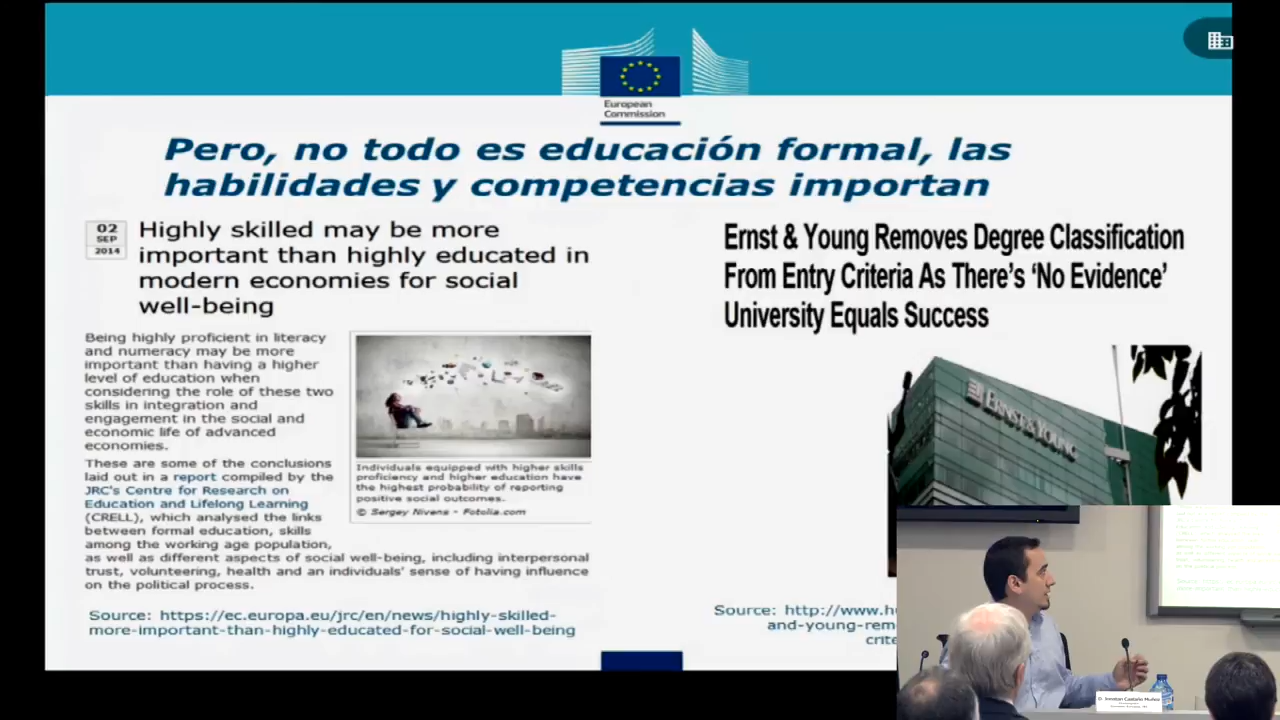 European
Commission
Pero, no todo es educación formal, las
habilidades y competencias importan
02
SEP
2014
Highly skilled may be more
important than highly educated in
modern economies for social
well-being
Being highly proficient in literacy
and numeracy may be more
important than having a higher
level of education when
considering the role of these two
skills in integration and
engagement in the social and
economic life of advanced
economies.
These are some of the conclusions
laid out in a report compiled by the
JRC's Centre for Research on
Education and Lifelong Learning
(CRELL), which analysed the links
between formal education, skills
among the working age population,
as well as different aspects of social well-being, including interpersonal
trust, volunteering, health and an individuals' sense of having influence
on the political process.
Individuals equipped with higher skills
proficiency and higher education have
the highest probability of reporting
positive social outcomes.
© Sergey Nivens - Fotolia.com
Source: https://ec.europa.eu/jrc/en/news/highly-skilled-
more-important-than-highly-educated-for-social-well-being
Ernst & Young Removes Degree Classification
From Entry Criteria As There's 'No Evidence'
University Equals Success
ERNST & YOUNG
Source: http://www.hu
and-young-rem
crite